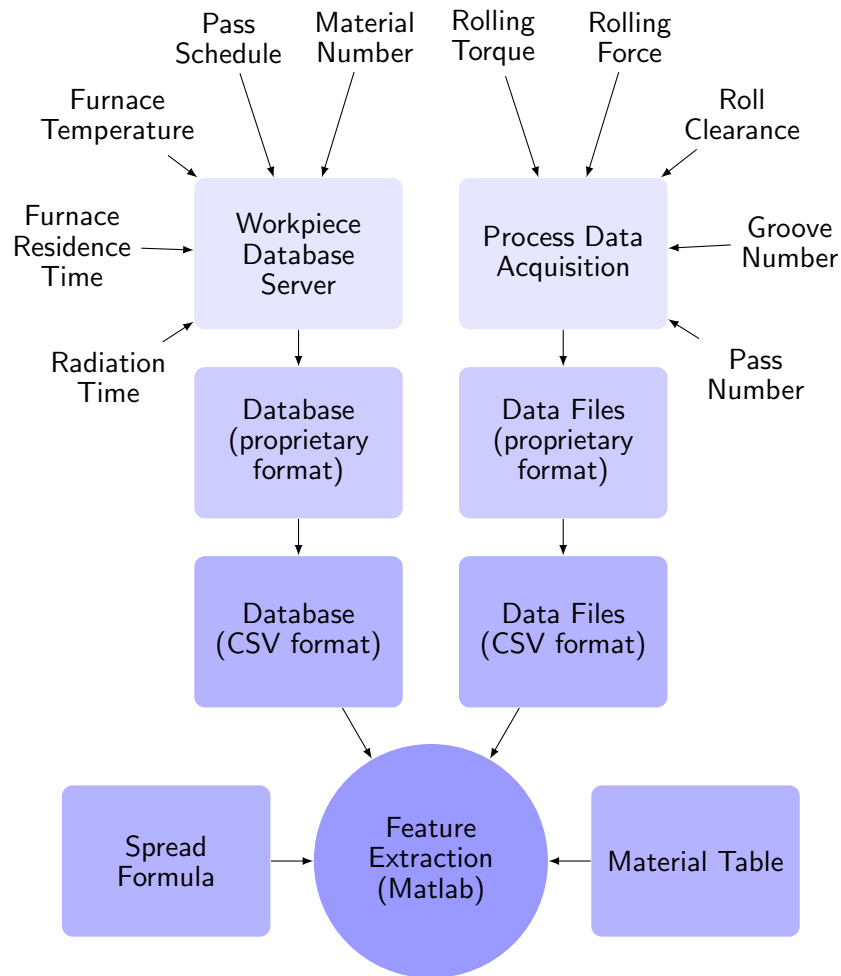 Pass
Schedule
Material
Number
Rolling
Torque
Rolling
Force
Furnace
Temperature
Roll
Clearance
Furnace
Residence
Time
Workpiece
Database
Server
Process Data
Acquisition
Groove
Number
Radiation
Time
Pass
Number
Database
(proprietary
format)
Data Files
(proprietary
format)
Database
(CSV format)
Data Files
(CSV format)
Spread
Formula
Feature
Extraction
(Matlab)
Material Table